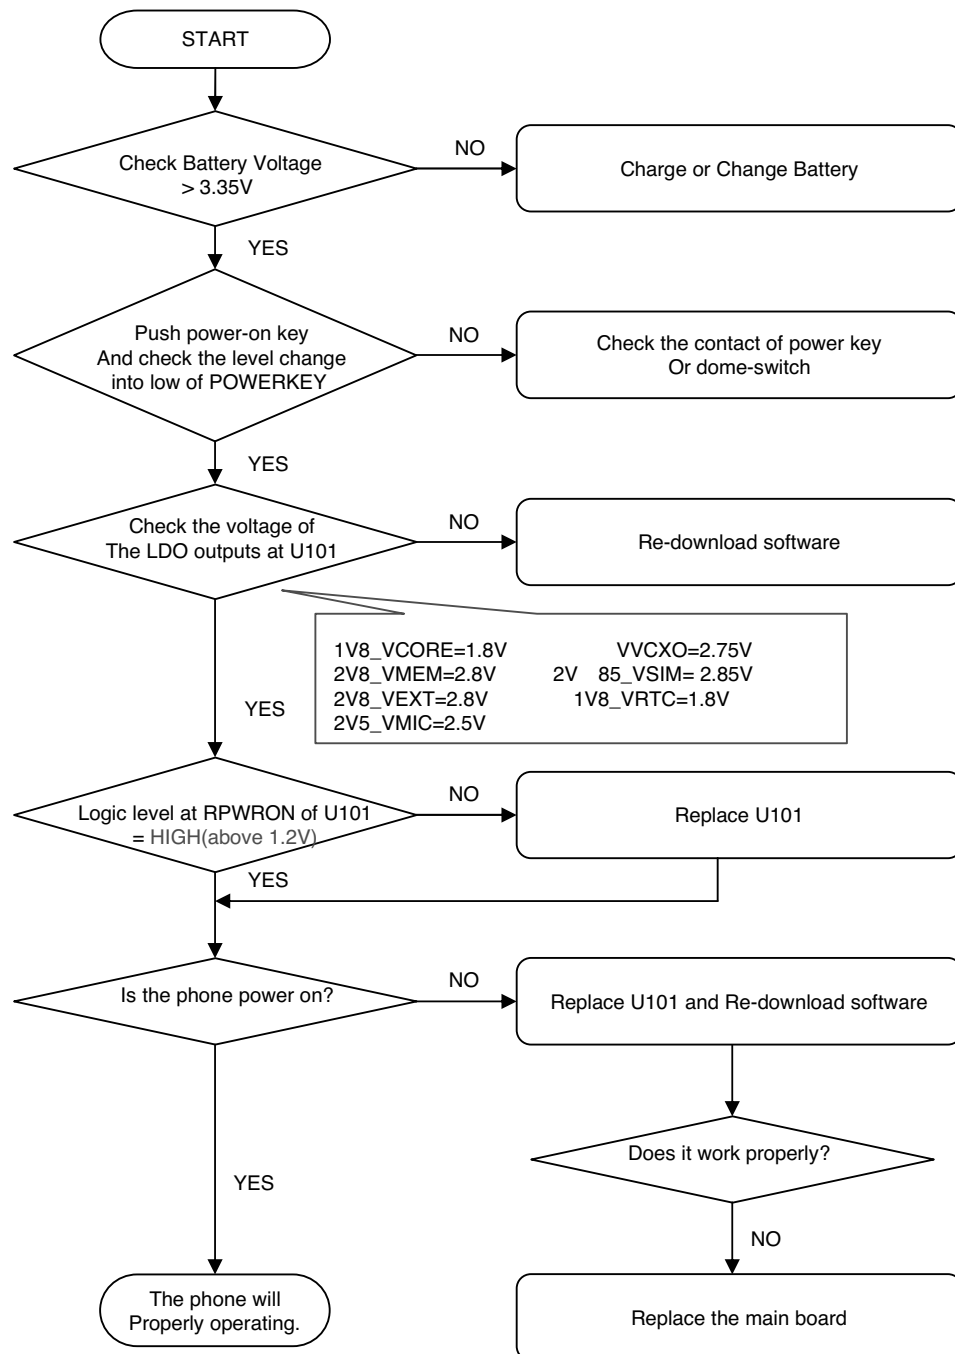 START
Check Battery Voltage
> 3.35V
NO
Charge or Change Battery
YES
Push power-on key
And check the level change
into low of POWERKEY
NO
Check the contact of power key
Or dome-switch
YES
Check the voltage of
The LDO outputs at U101
NO
Re-download software
1V8_VCORE=1.8V VVCXO=2.75V
2V8_VMEM=2.8V 2V 85_VSIM= 2.85V
2V8_VEXT=2.8V 1V8_VRTC=1.8V
2V5_VMIC=2.5V
YES
Logic level at RPWRON of U101
= HIGH(above 1.2V)
NO
Replace U101
YES
Is the phone power on?
NO
Replace U101 and Re-download software
Does it work properly?
YES
NO
The phone will
Properly operating.
Replace the main board